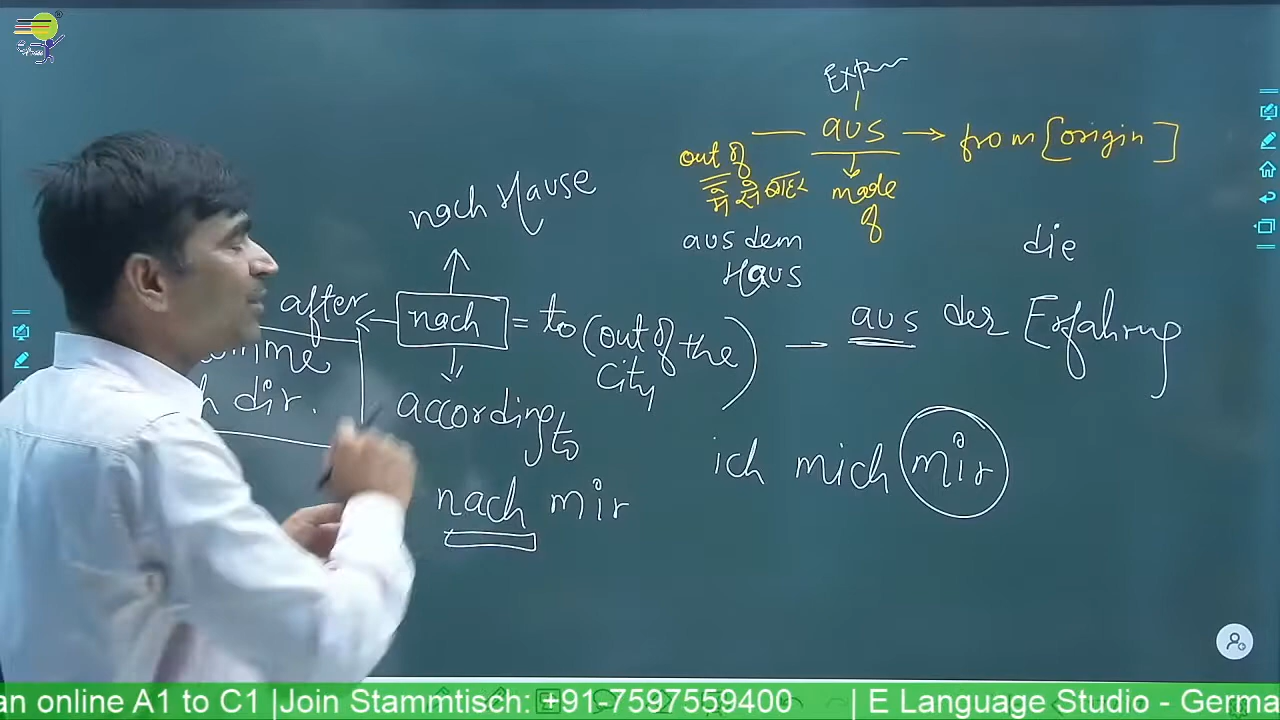 Exp
aus → from [origin]
out of
में से बाहर
made
of
nach Hause
aus dem
Haus
die
after ← nach = to (out of the
city)
→ aus der Erfahrung
omme
h dir.
according
to
ich mich mir
nach mir
an online A1 to C1 |Join Stammtisch: +91-7597559400 | E Language Studio - Germa